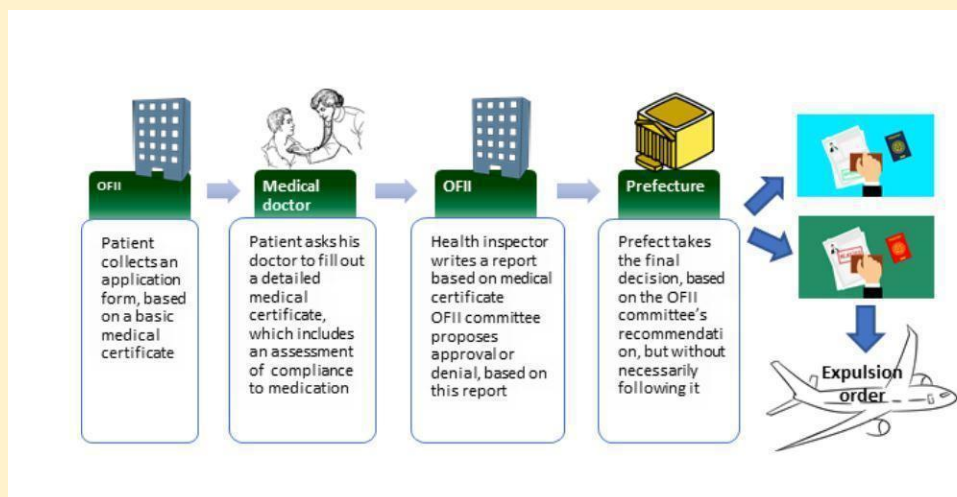 OFII
Patient
collects an
application
form, based
on a basic
medical
certificate
Medical
doctor
Patient asks his
doctor to fill out
a detailed
medical
certificate,
which includes
an assessment
of compliance
to medication
OFII
Health inspector
writes a report
based on medical
certificate
OFII committee
proposes
approval or
denial, based on
this report
Prefecture
Prefect takes
the final
decision, based
on the OFII
committee’s
recommendati
on, but without
necessarily
following it
Expulsion
order